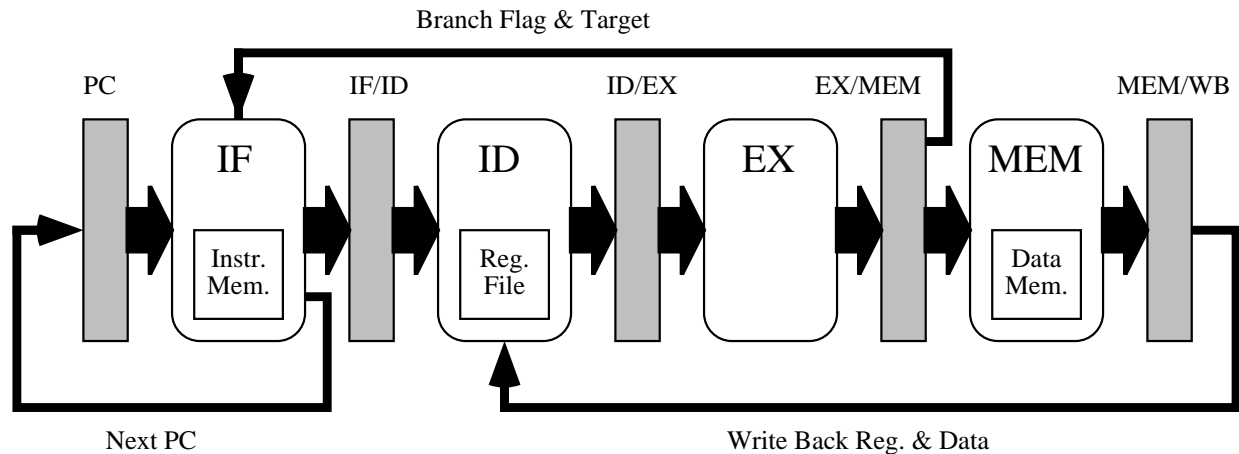 Branch Flag & Target
PC
IF/ID
ID/EX
EX/MEM
MEM/WB
IF
ID
EX
MEM
Instr.
Mem.
Reg.
File
Data
Mem.
Next PC
Write Back Reg. & Data